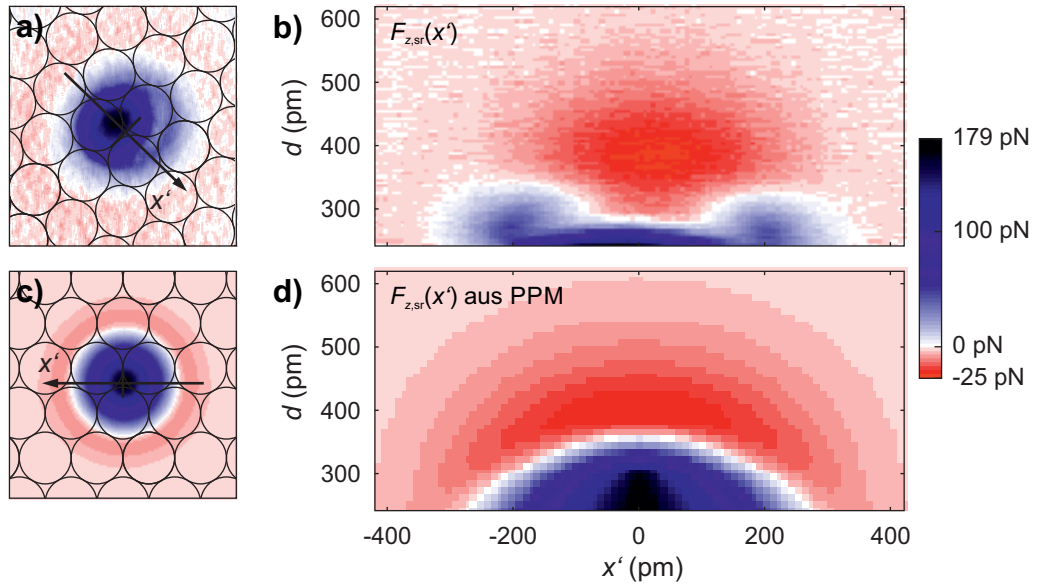 a)
x‘
b)
F_z,sr(x‘)
600
500
400
300
d (pm)
179 pN
100 pN
0 pN
-25 pN
c)
x‘
d)
F_z,sr(x‘) aus PPM
600
500
400
300
d (pm)
-400 -200 0 200 400
x‘ (pm)